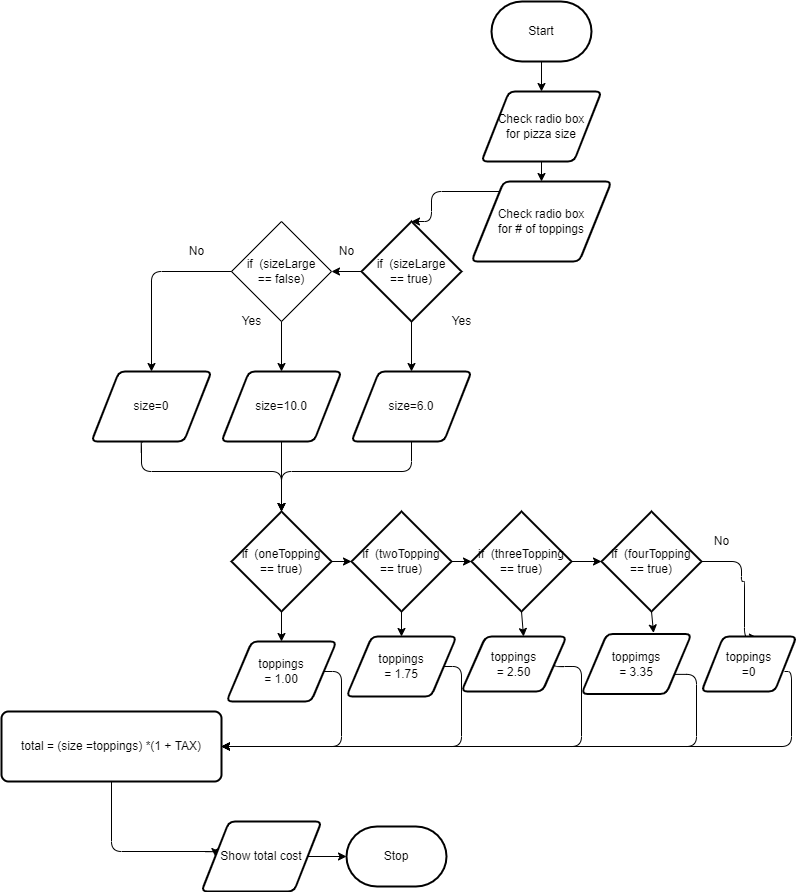 Start
Check radio box
for pizza size
Check radio box
for # of toppings
No
No
if (sizeLarge
== false)
if (sizeLarge
== true)
Yes
Yes
size=0
size=10.0
size=6.0
if (oneTopping
== true)
if (twoTopping
== true)
if (threeTopping
== true)
if (fourTopping
== true)
No
toppings
= 1.00
toppings
= 1.75
toppings
= 2.50
toppimgs
= 3.35
toppings
=0
total = (size =toppings) *(1 + TAX)
Show total cost
Stop